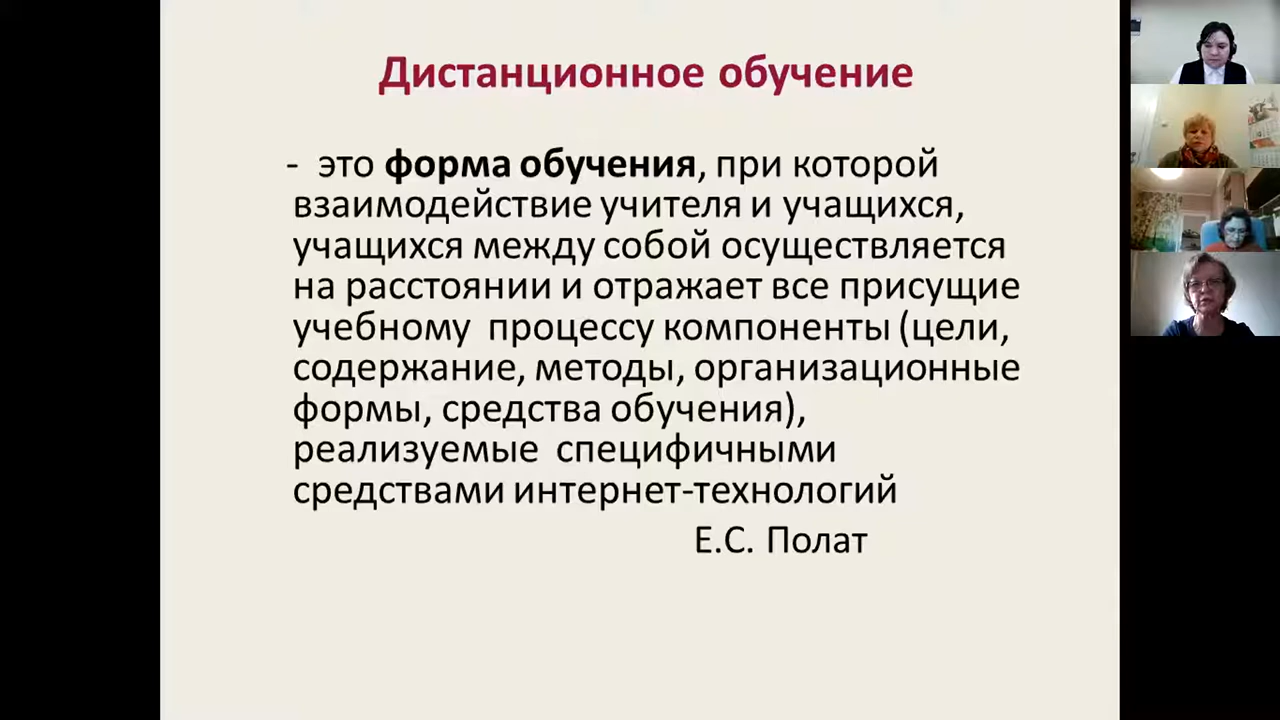 Дистанционное обучение
- это форма обучения, при которой
взаимодействие учителя и учащихся,
учащихся между собой осуществляется
на расстоянии и отражает все присущие
учебному процессу компоненты (цели,
содержание, методы, организационные
формы, средства обучения),
реализуемые специфичными
средствами интернет-технологий
Е.С. Полат